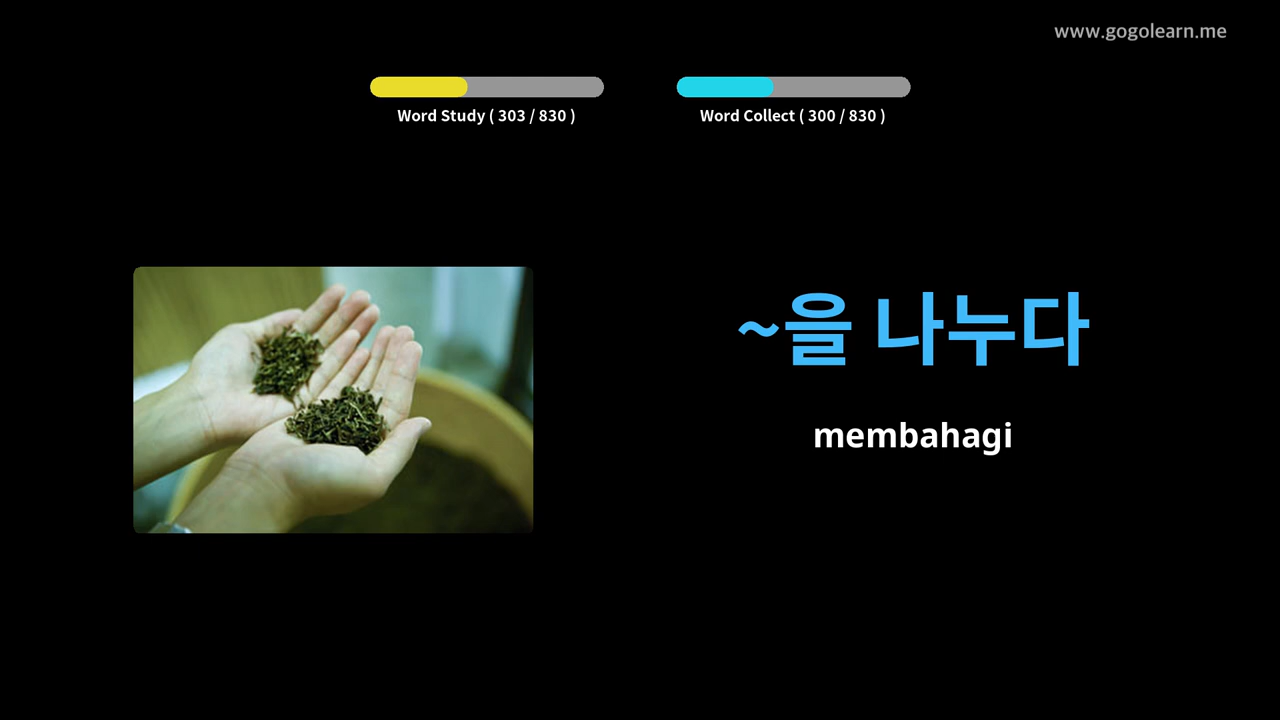 www.gogolearn.me
Word Study ( 303 / 830 )
Word Collect ( 300 / 830 )
~을 나누다
membahagi